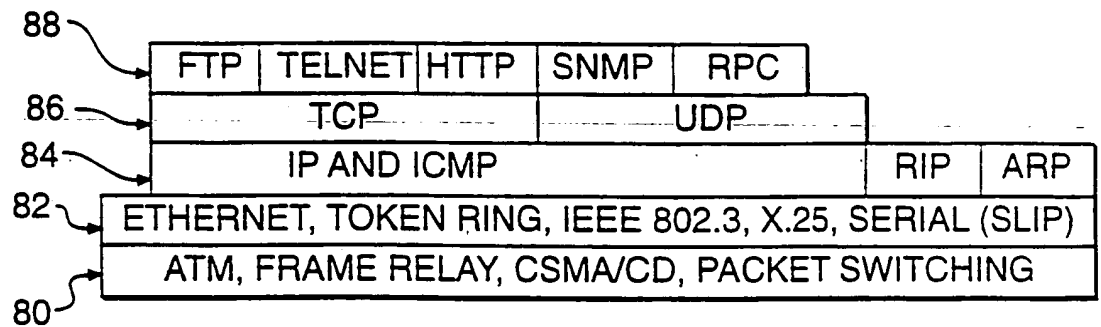 88
FTP TELNET HTTP SNMP RPC
86
TCP UDP
84
IP AND ICMP RIP ARP
82
ETHERNET, TOKEN RING, IEEE 802.3, X.25, SERIAL (SLIP)
ATM, FRAME RELAY, CSMA/CD, PACKET SWITCHING
80